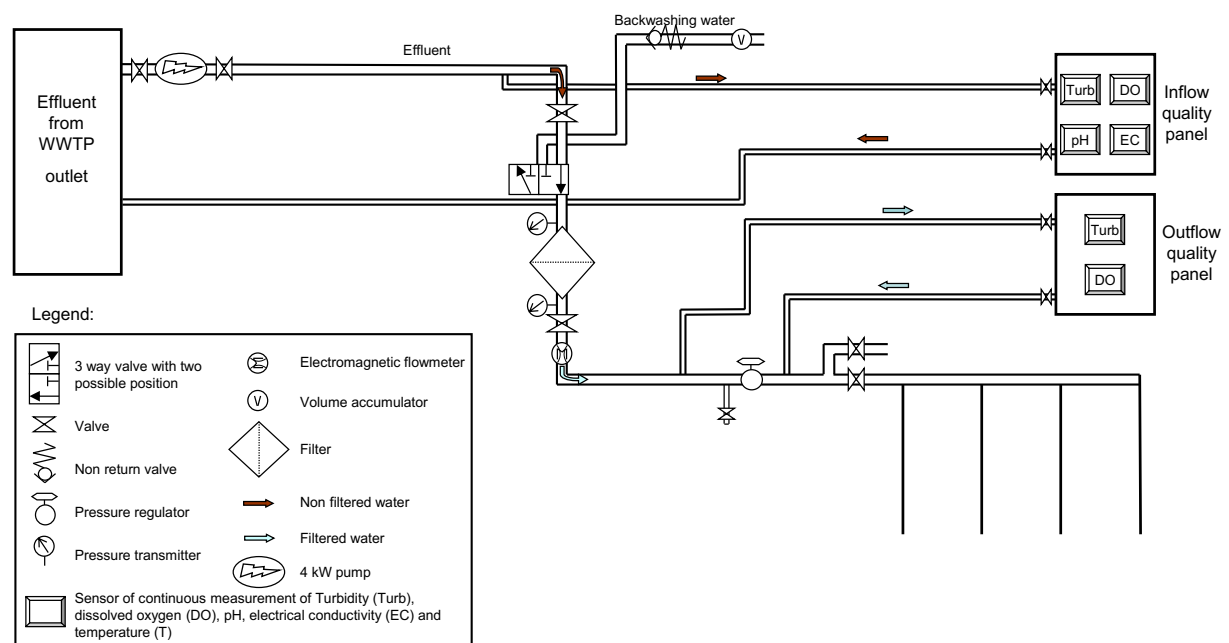 Backwashing water
V
Effluent
Effluent
from
WWTP
outlet
Turb
DO
pH
EC
Inflow
quality
panel
Turb
DO
Outflow
quality
panel
Legend:
3 way valve with two
possible position
Valve
Non return valve
Pressure regulator
Pressure transmitter
Electromagnetic flowmeter
V
Volume accumulator
Filter
Non filtered water
Filtered water
4 kW pump
Sensor of continuous measurement of Turbidity (Turb),
dissolved oxygen (DO), pH, electrical conductivity (EC) and
temperature (T)